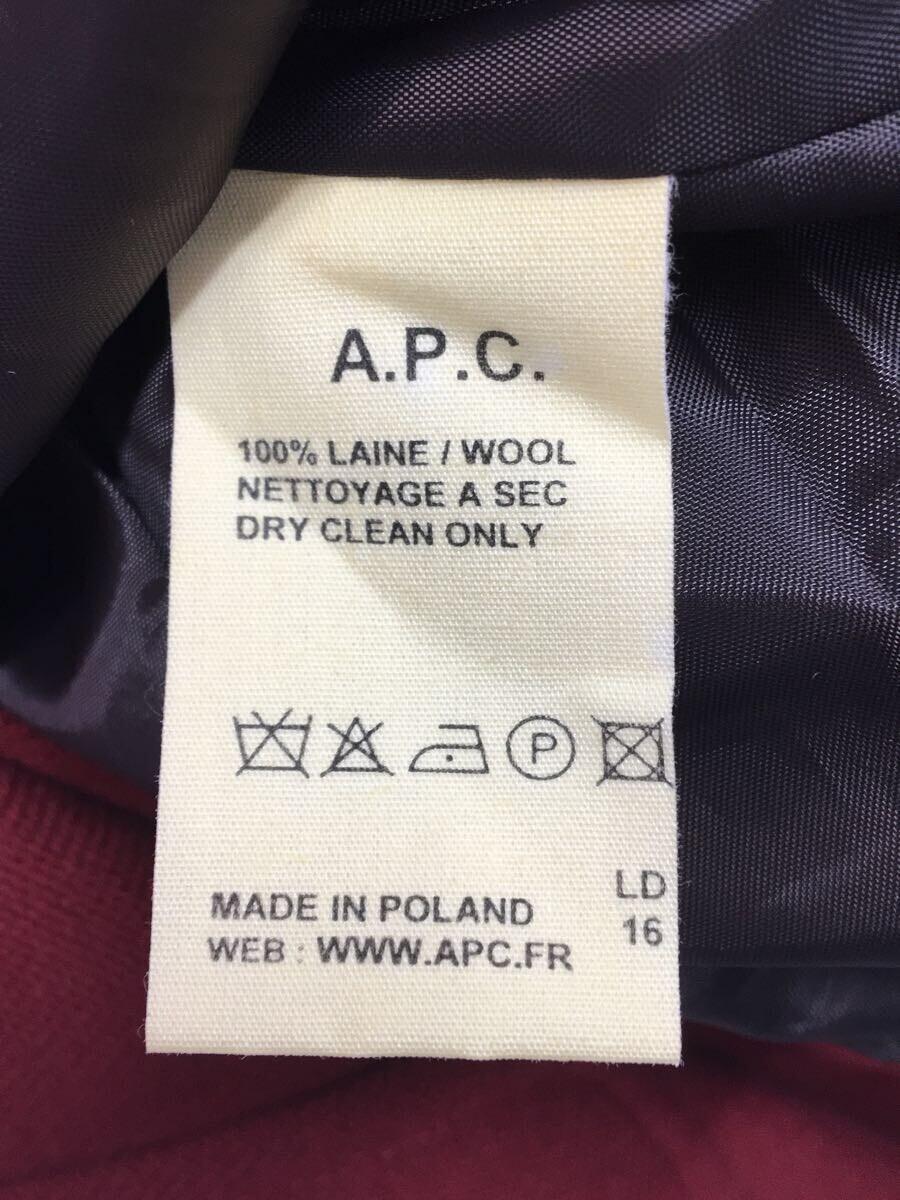 A.P.C.
100% LAINE / WOOL
NETTOYAGE A SEC
DRY CLEAN ONLY
P
LD
16
MADE IN POLAND
WEB : WWW.APC.FR